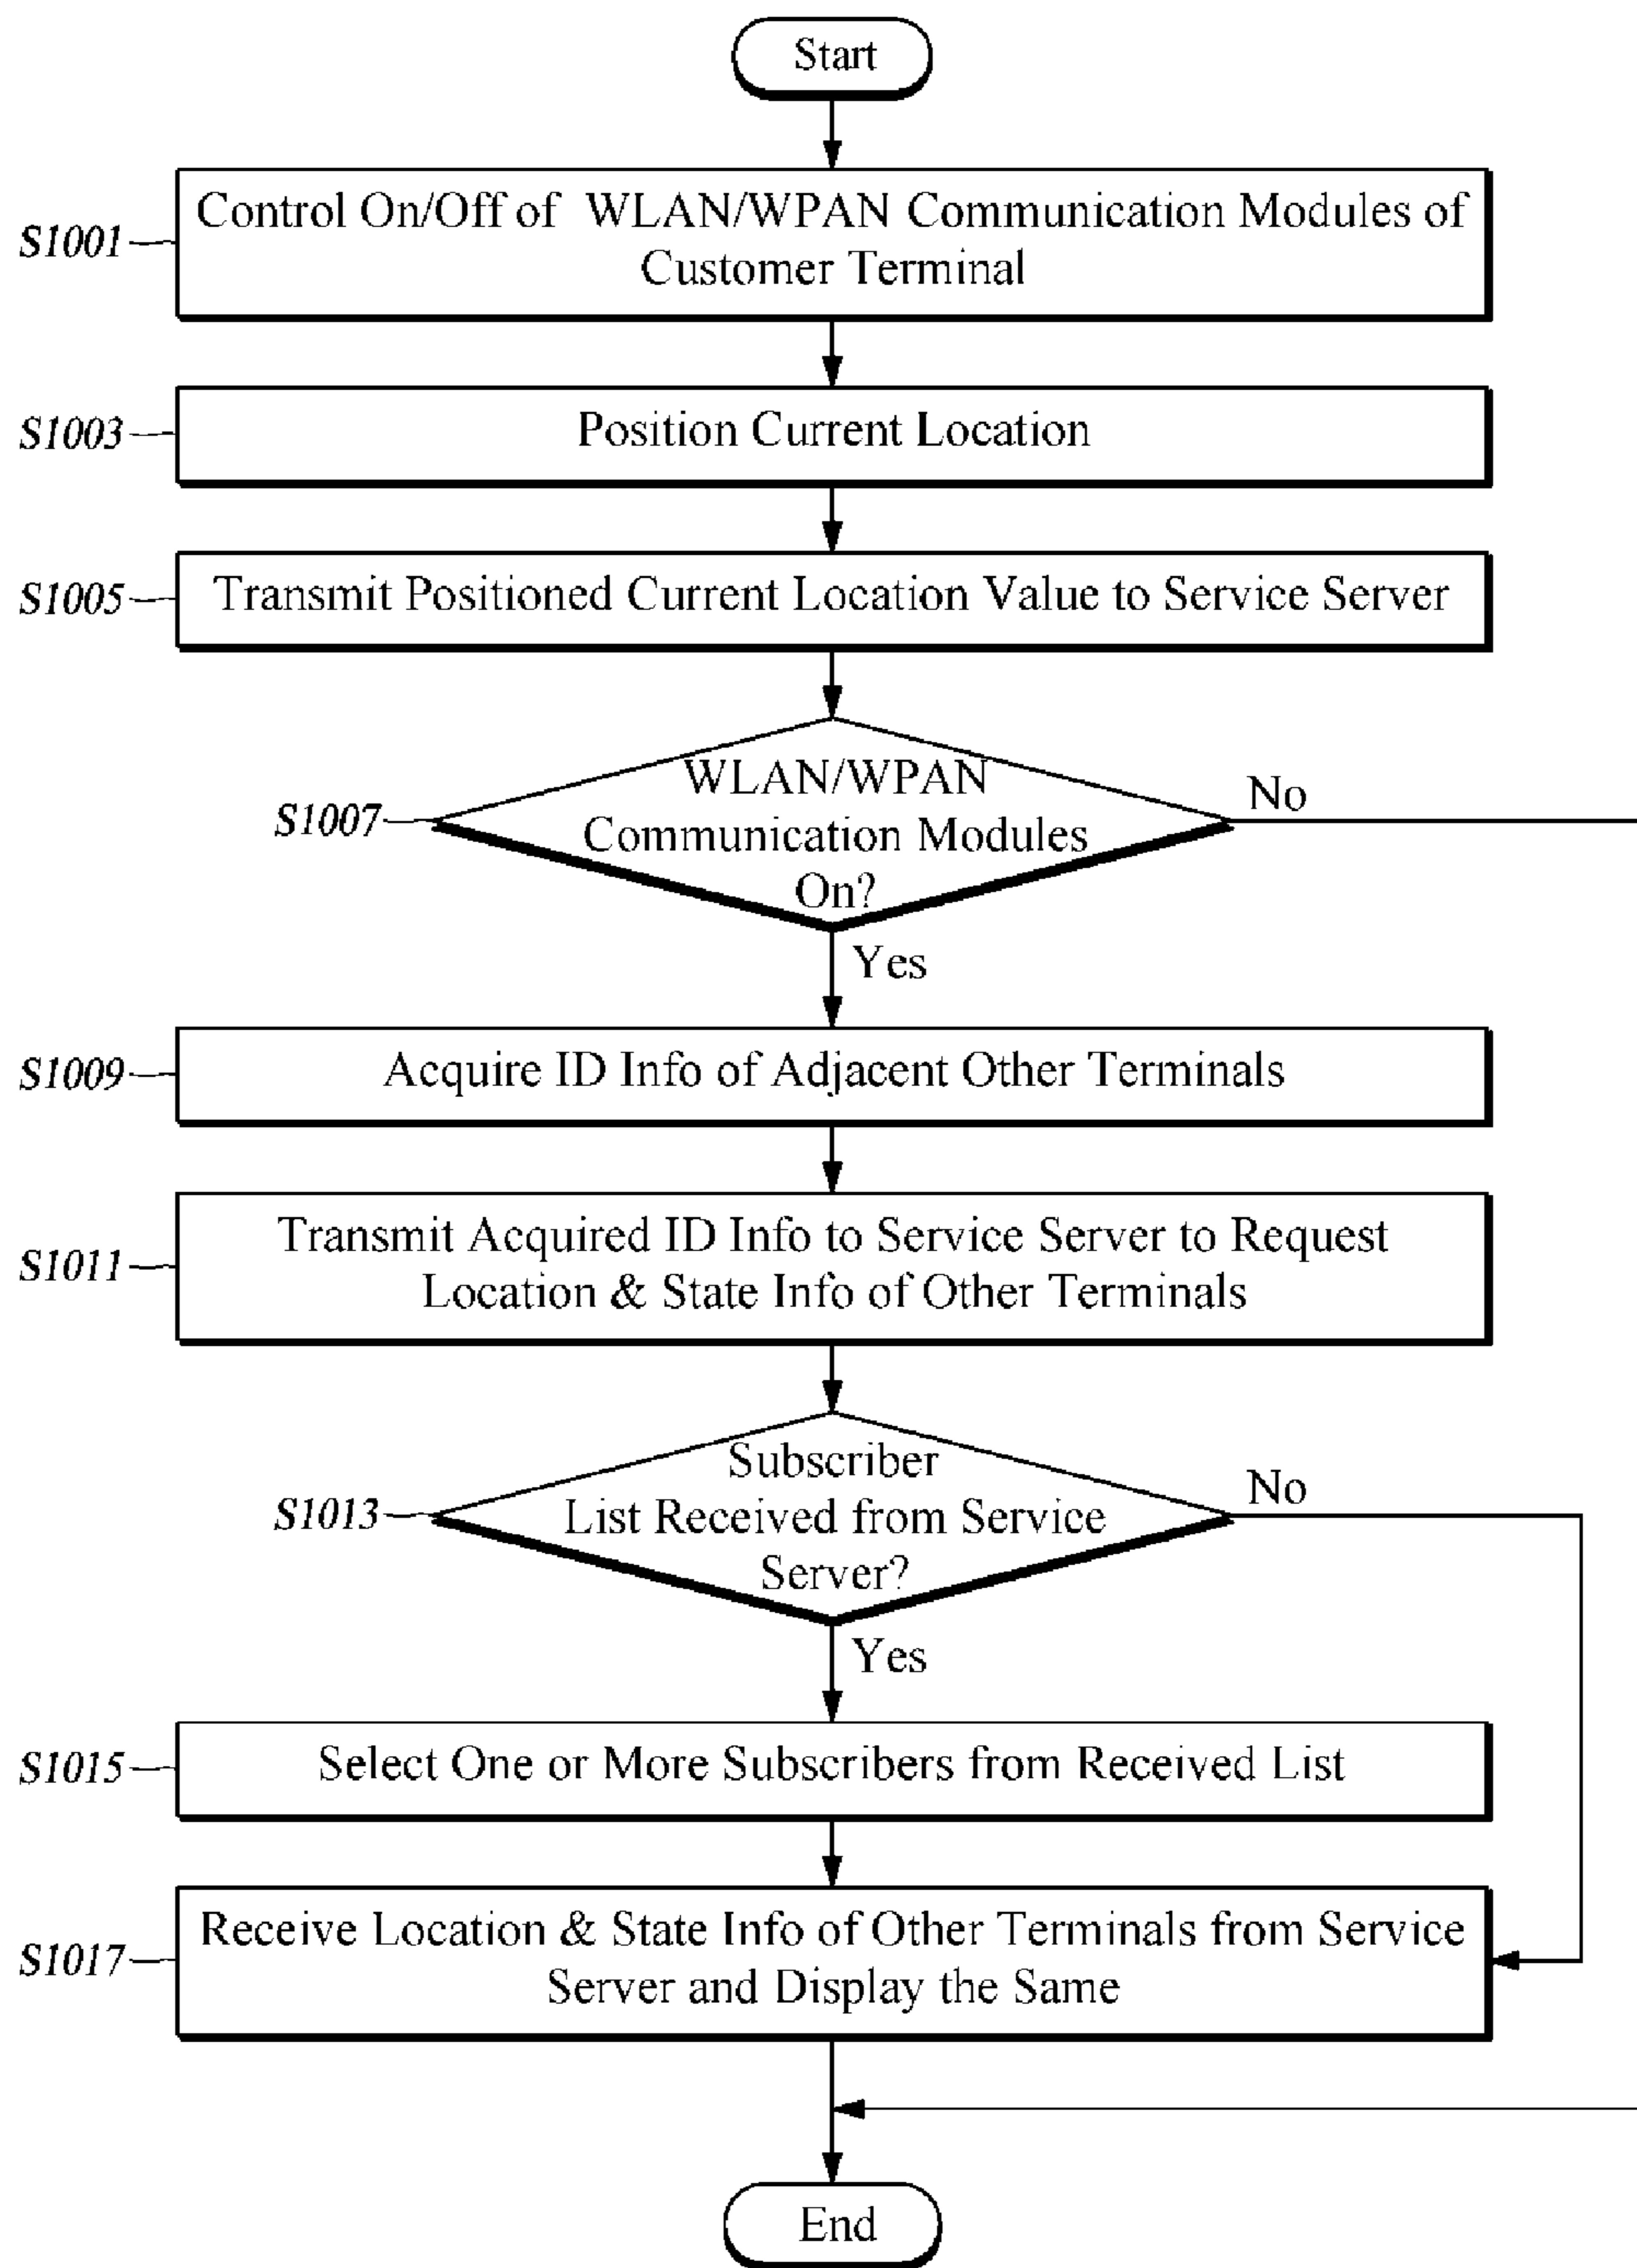 Start
S1001
Control On/Off of WLAN/WPAN Communication Modules of
Customer Terminal
S1003
Position Current Location
S1005
Transmit Positioned Current Location Value to Service Server
S1007
WLAN/WPAN
Communication Modules
On?
No
Yes
S1009
Acquire ID Info of Adjacent Other Terminals
S1011
Transmit Acquired ID Info to Service Server to Request
Location & State Info of Other Terminals
S1013
Subscriber
List Received from Service
Server?
No
Yes
S1015
Select One or More Subscribers from Received List
S1017
Receive Location & State Info of Other Terminals from Service
Server and Display the Same
End